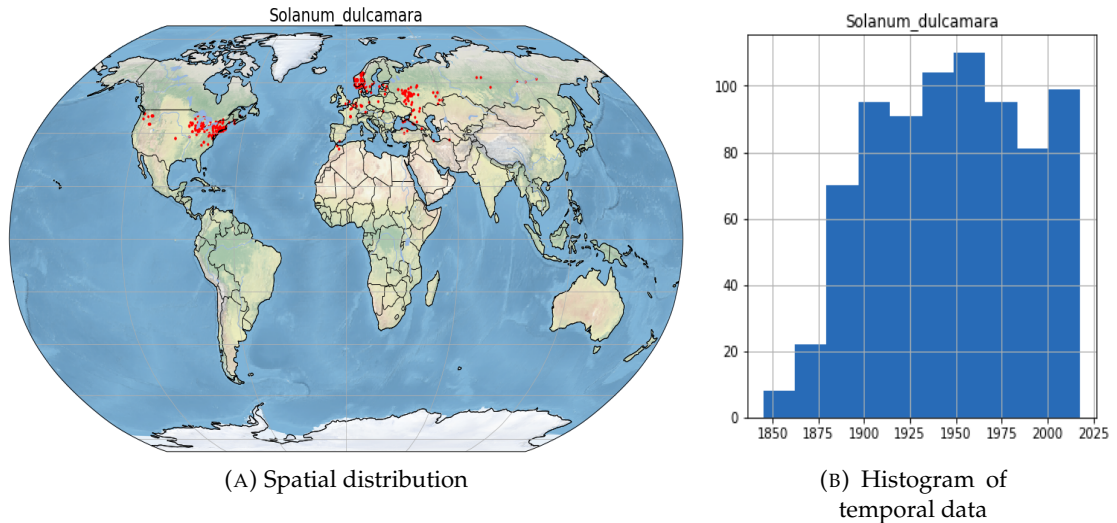 Solanum_dulcamara
(A) Spatial distribution
Solanum_dulcamara
100
80
60
40
20
0
1850 1875 1900 1925 1950 1975 2000 2025
(B) Histogram of
temporal data